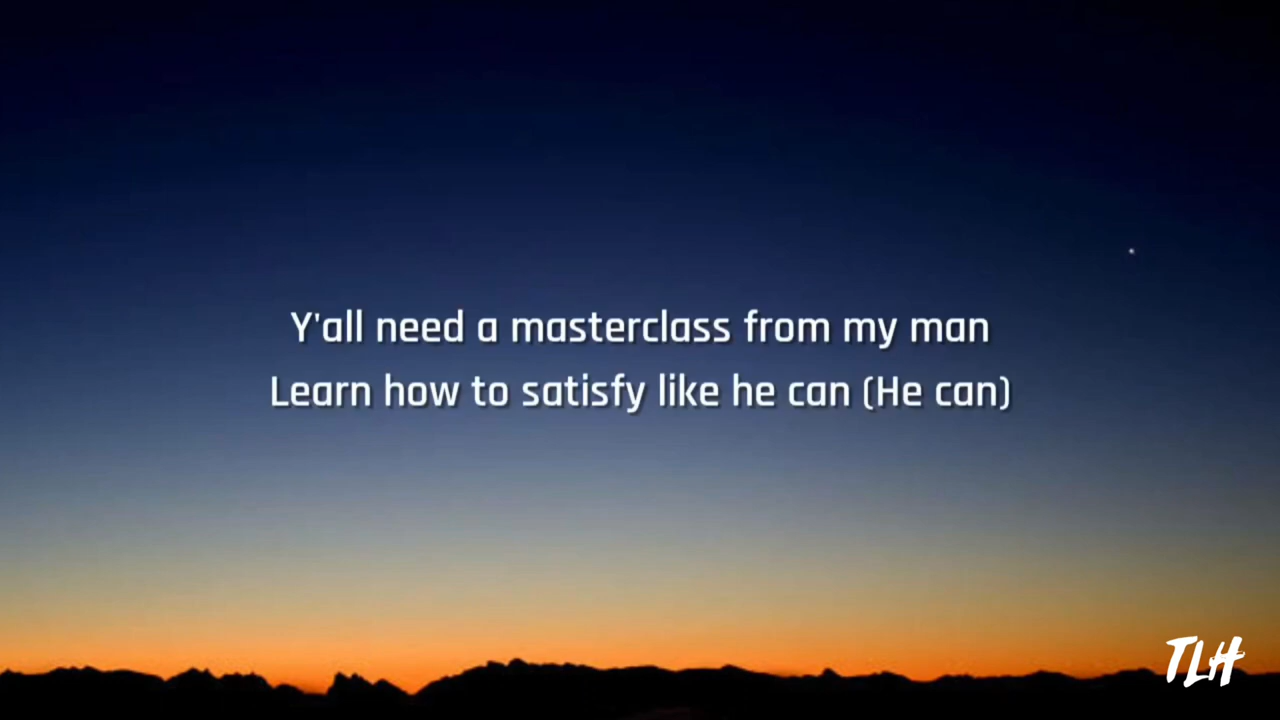 Y'all need a masterclass from my man
Learn how to satisfy like he can (He can)
TLH